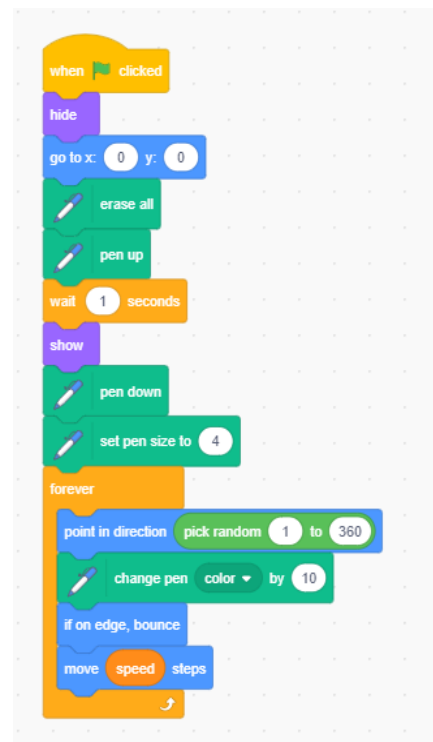 when clicked
hide
go to x: 0 y: 0
erase all
pen up
wait 1 seconds
show
pen down
set pen size to 4
forever
point in direction pick random 1 to 360
change pen color by 10
if on edge, bounce
move speed steps